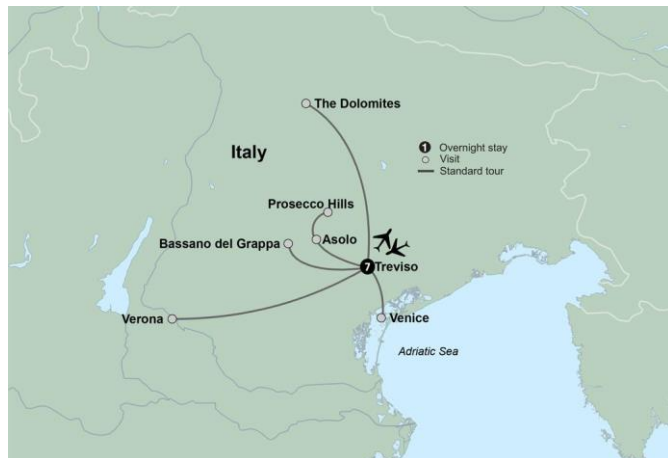 The Dolomites
Italy
1 Overnight stay
Visit
Standard tour
Prosecco Hills
Asolo
Bassano del Grappa
7 Treviso
Verona
Venice
Adriatic Sea